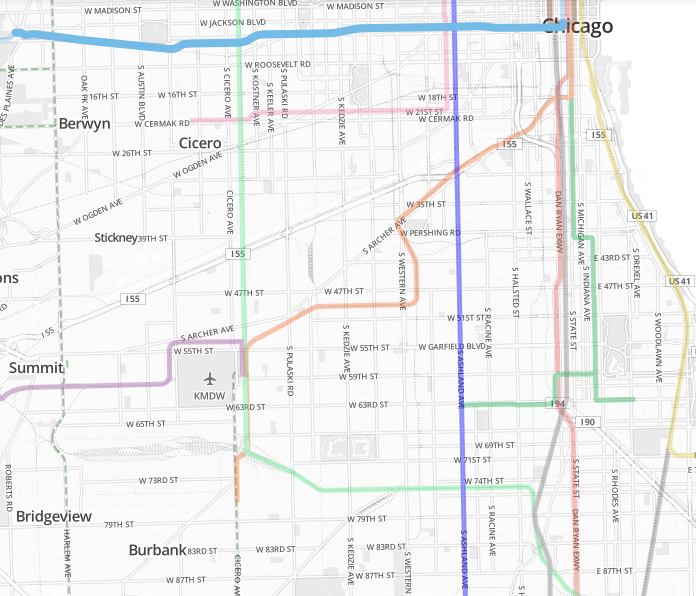 W WASHINGTON BLVD
W MADISON ST
W MADISON ST
W JACKSON BLVD
Chicago
W ROOSEVELT RD
DES PLAINES AVE
OAK PK AVE
S AUSTIN BLVD
S CICERO AVE
S KOSTNER AVE
S KEELER AVE
S PULASKI RD
S KEDZIE AVE
W 16TH ST
W 16TH ST
W 18TH ST
W 21ST ST
W CERMAK RD
W CERMAK RD
Berwyn
Cicero
I55
I55
W 26TH ST
W OGDEN AVE
W OGDEN AVE
CICERO AVE
W 35TH ST
S WALLACE ST
DAN RYAN EXWY
S MICHIGAN AVE
US 41
S ARCHER AVE
W PERSHING RD
Stickney
39TH ST
I55
E 43RD ST
S DREXEL AVE
S INDIANA AVE
S WESTERN AVE
S HALSTED ST
ons
US 41
E 47TH ST
W 47TH ST
W 47TH ST
I55
I55
S ARCHER AVE
W 51ST ST
S RACINE AVE
S STATE ST
S WOODLAWN AVE
S KEDZIE AVE
W 55TH ST
W 55TH ST
W GARFIELD BLVD
S PULASKI RD
S ASHLAND AVE
Summit
W 59TH ST
KMDW
W 63RD ST
W 63RD ST
I94
I90
W 65TH ST
W 69TH ST
W 71ST ST
E 7
ROBERTS RD
W 73RD ST
W 74TH ST
S STATE ST
S RHODES AVE
Bridgeview
79TH ST
W 79TH ST
S RACINE AVE
DAN RYAN EXWY
HARLEM AVE
S ASHLAND AVE
Burbank
83RD ST
W 83RD ST
W 83RD ST
S KEDZIE AVE
S WESTERN
CICERO AVE
E 87TH ST
W 87TH ST
W 87TH ST
S H